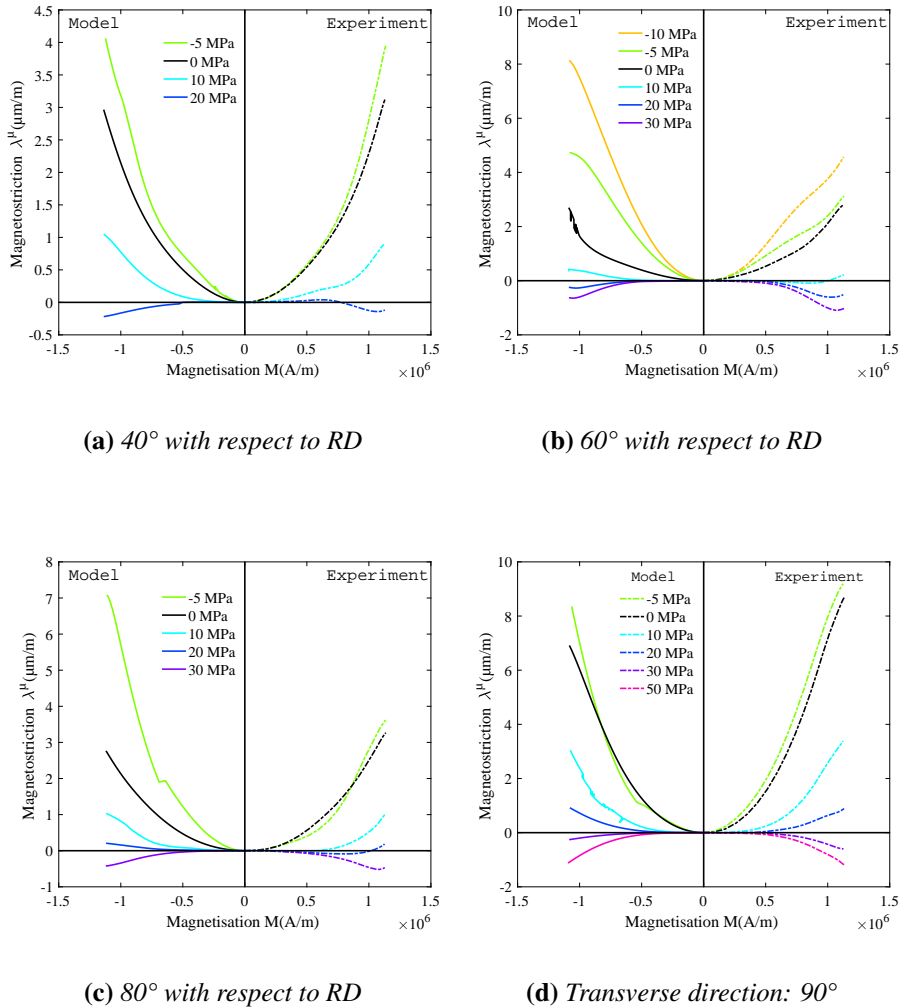 Model Experiment
-5 MPa
0 MPa
10 MPa
20 MPa
Magnetostriction λ^μ(μm/m)
4.5
4
3.5
3
2.5
2
1.5
1
0.5
0
-0.5
-1.5 -1 -0.5 0 0.5 1 1.5
Magnetisation M(A/m) ×10^6
(a) 40° with respect to RD
Model Experiment
-10 MPa
-5 MPa
0 MPa
10 MPa
20 MPa
30 MPa
Magnetostriction λ^μ(μm/m)
10
8
6
4
2
0
-2
-1.5 -1 -0.5 0 0.5 1 1.5
Magnetisation M(A/m) ×10^6
(b) 60° with respect to RD
Model Experiment
-5 MPa
0 MPa
10 MPa
20 MPa
30 MPa
Magnetostriction λ^μ(μm/m)
8
7
6
5
4
3
2
1
0
-1
-1.5 -1 -0.5 0 0.5 1 1.5
Magnetisation M(A/m) ×10^6
(c) 80° with respect to RD
Model Experiment
-5 MPa
0 MPa
10 MPa
20 MPa
30 MPa
50 MPa
Magnetostriction λ^μ(μm/m)
10
8
6
4
2
0
-2
-1.5 -1 -0.5 0 0.5 1 1.5
Magnetisation M(A/m) ×10^6
(d) Transverse direction: 90°